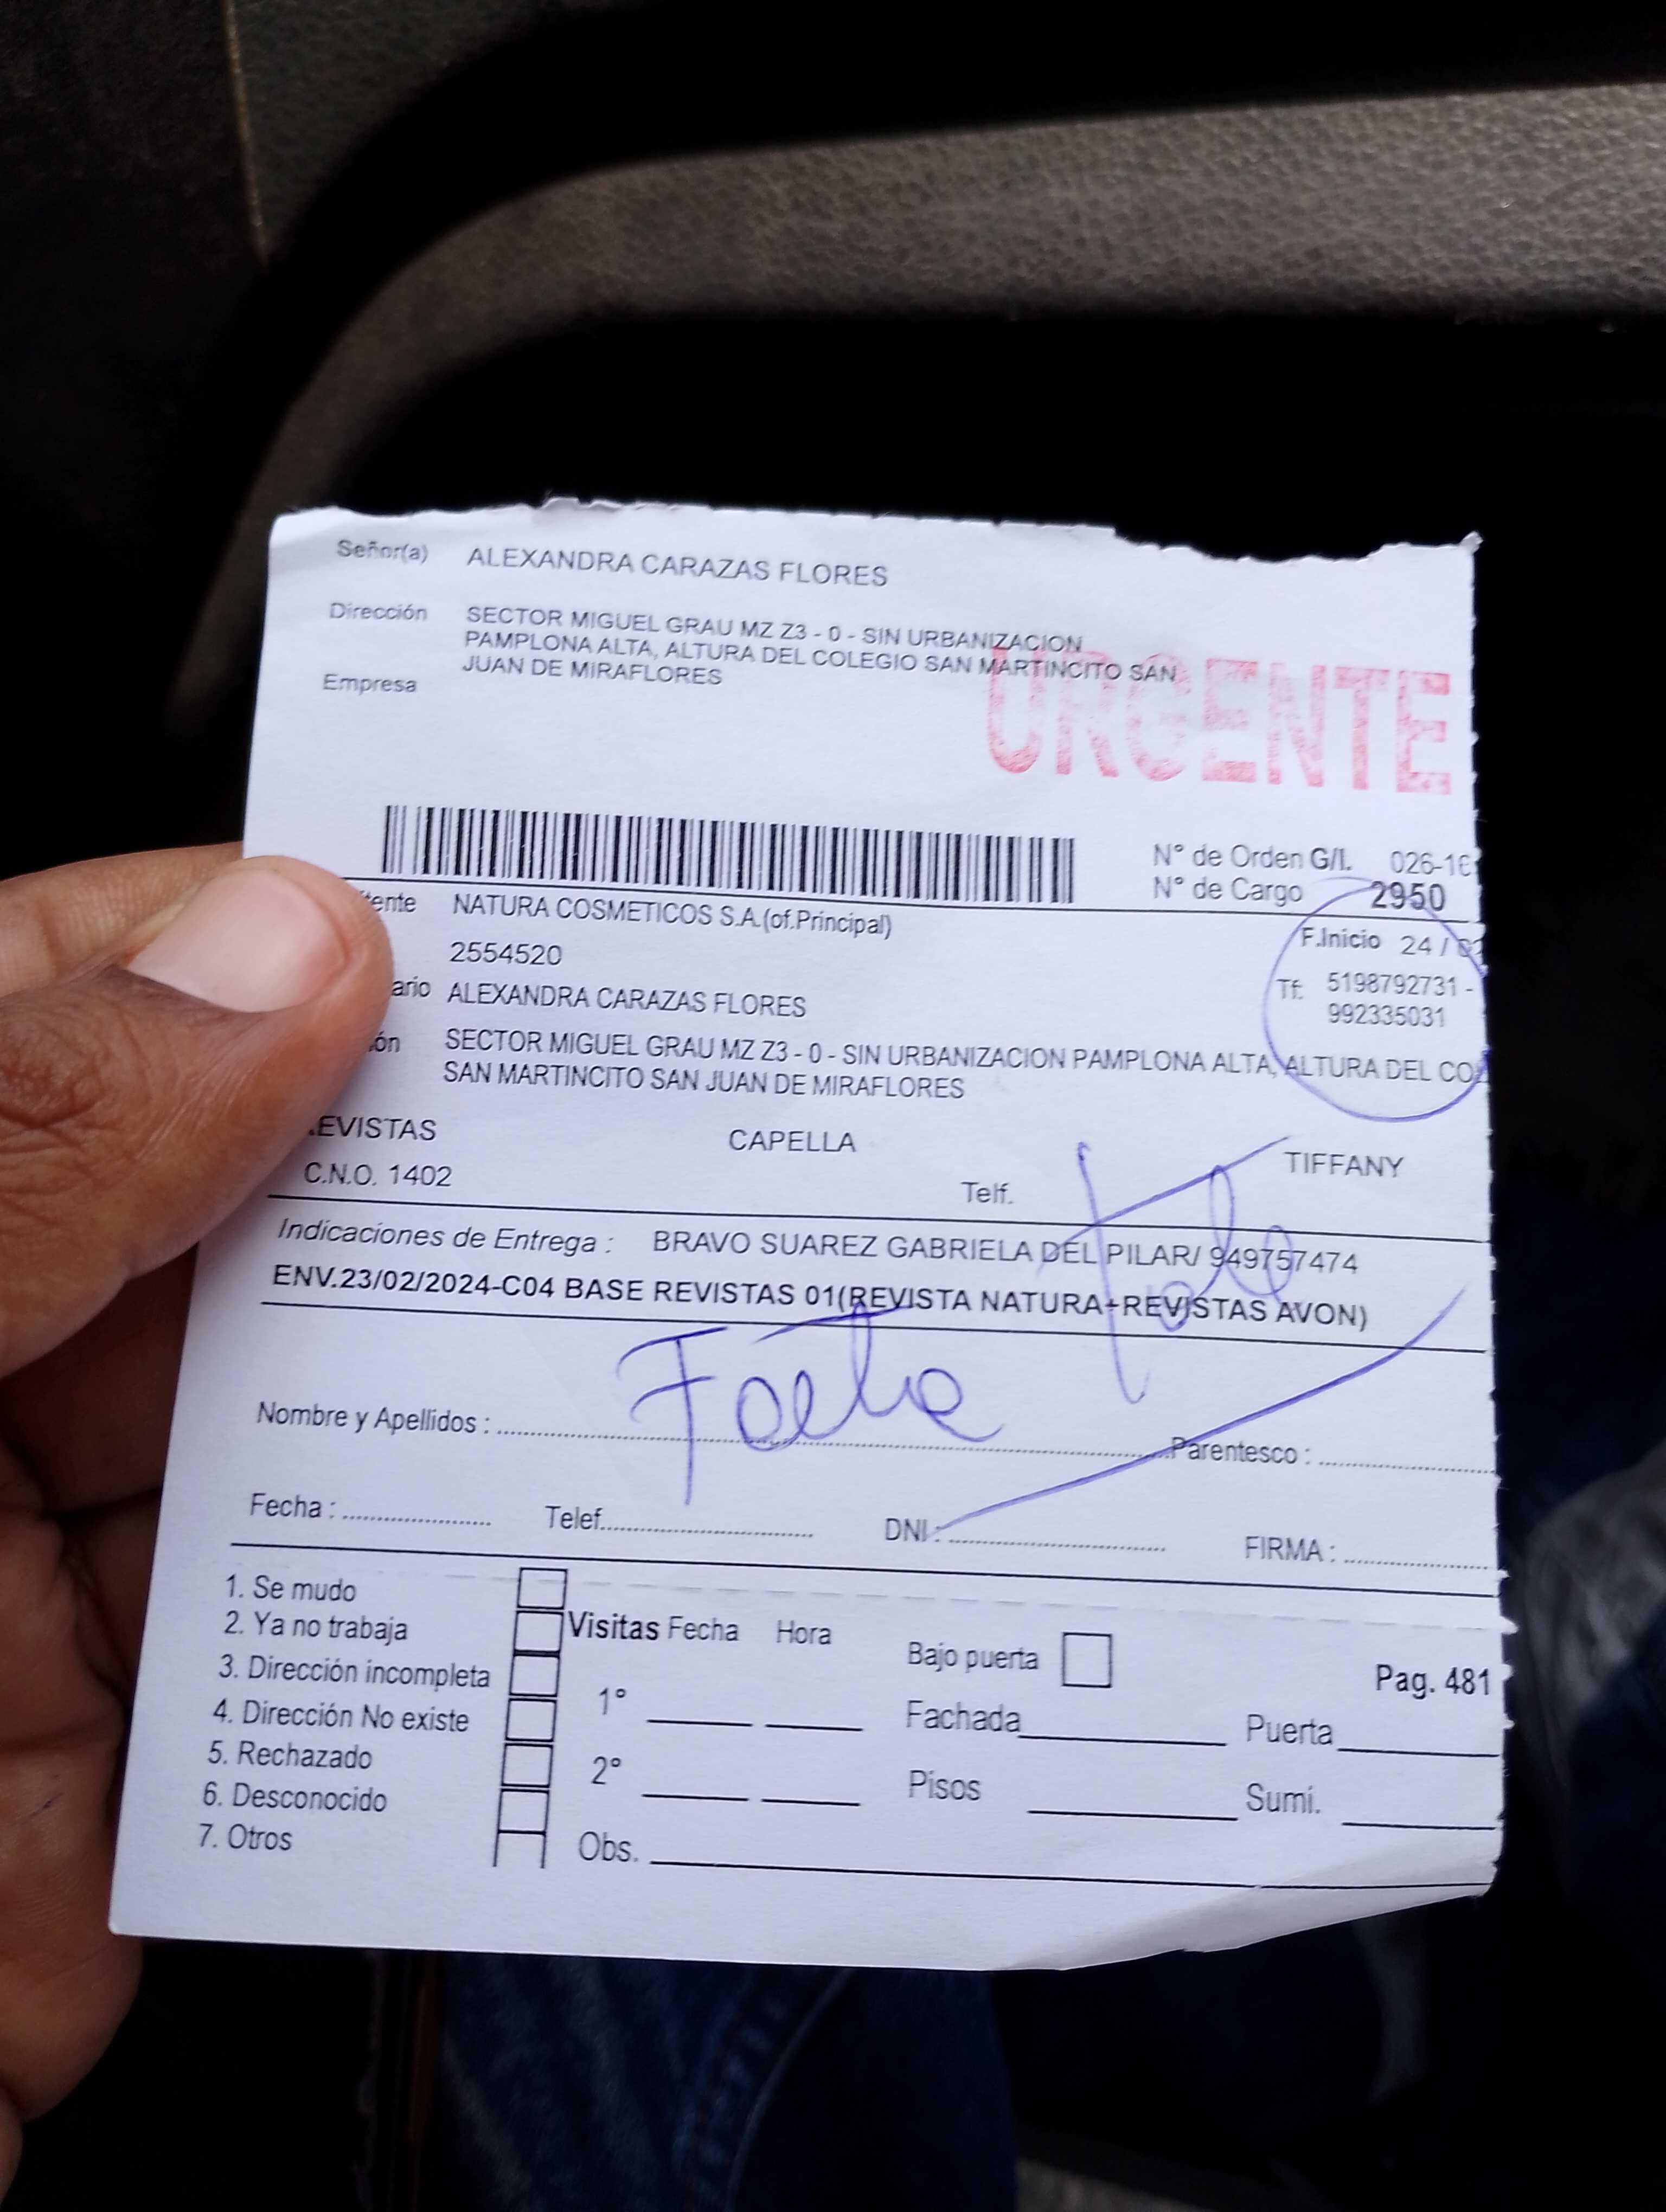 Señor(a) ALEXANDRA CARAZAS FLORES
Dirección SECTOR MIGUEL GRAU MZ Z3 - 0 - SIN URBANIZACION
PAMPLONA ALTA, ALTURA DEL COLEGIO SAN MARTINCITO SAN
JUAN DE MIRAFLORES
Empresa
URGENTE
N° de Orden G/I. 026-16
N° de Cargo 2950
tente NATURA COSMETICOS S.A.(of.Principal)
F.Inicio 24 /
2554520
Tf: 5198792731 -
992335031
ario ALEXANDRA CARAZAS FLORES
ón SECTOR MIGUEL GRAU MZ Z3 - 0 - SIN URBANIZACION PAMPLONA ALTA, ALTURA DEL CO
SAN MARTINCITO SAN JUAN DE MIRAFLORES
EVISTAS CAPELLA TIFFANY
C.N.O. 1402 Telf.
Indicaciones de Entrega : BRAVO SUAREZ GABRIELA DEL PILAR/ 949757474
ENV.23/02/2024-C04 BASE REVISTAS 01(REVISTA NATURA+REVISTAS AVON)
Falta
Nombre y Apellidos : Parentesco :
Fecha : Telef. DNI : FIRMA :
1. Se mudo
2. Ya no trabaja Visitas Fecha Hora Bajo puerta
3. Dirección incompleta Pag. 481
4. Dirección No existe 1° Fachada Puerta
5. Rechazado
6. Desconocido 2° Pisos Sumi.
7. Otros Obs.